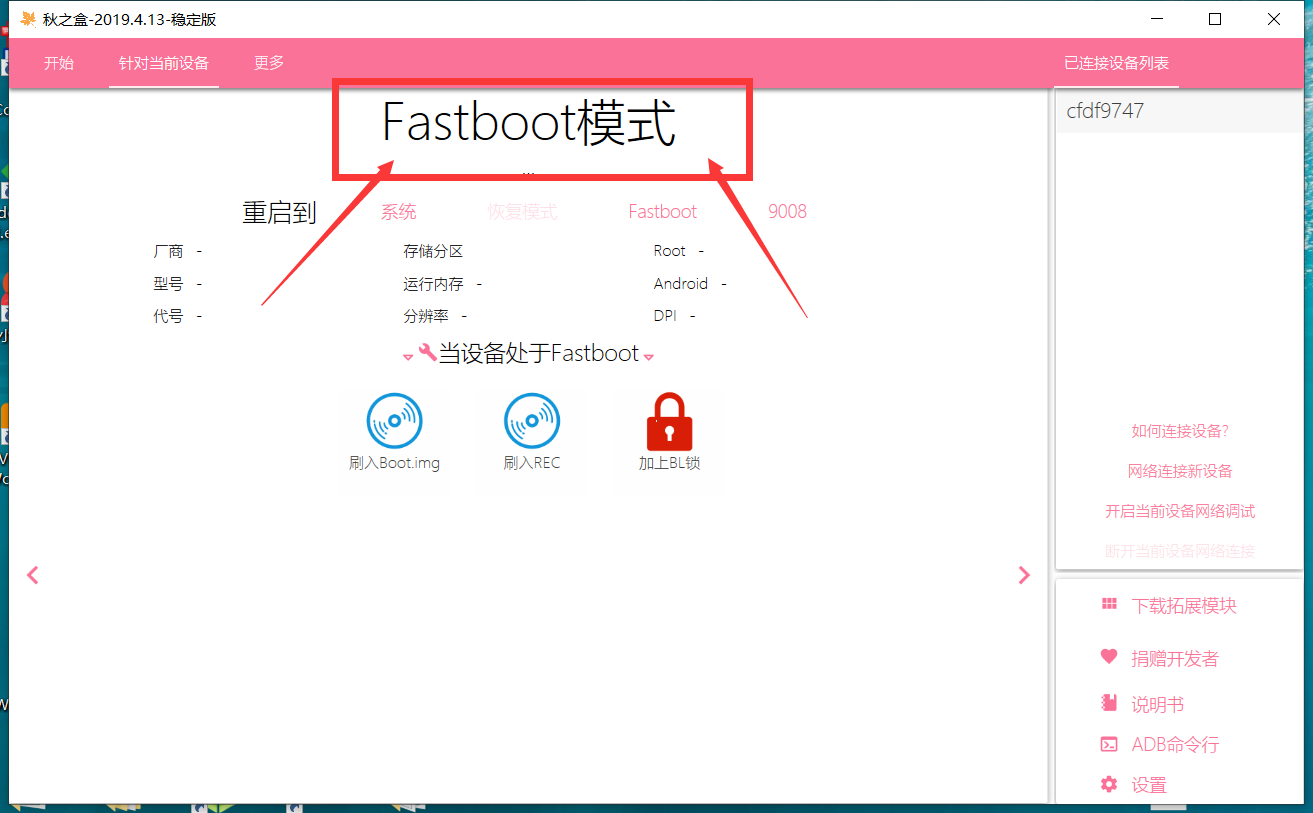 秋之盒-2019.4.13-稳定版
开始 针对当前设备 更多 已连接设备列表
Fastboot模式
cfdf9747
重启到 系统 恢复模式 Fastboot 9008
厂商 - 存储分区 Root -
型号 - 运行内存 - Android -
代号 - 分辨率 - DPI -
当设备处于Fastboot
刷入Boot.img 刷入REC 加上BL锁
如何连接设备?
网络连接新设备
开启当前设备网络调试
断开当前设备网络连接
下载拓展模块
捐赠开发者
说明书
ADB命令行
设置